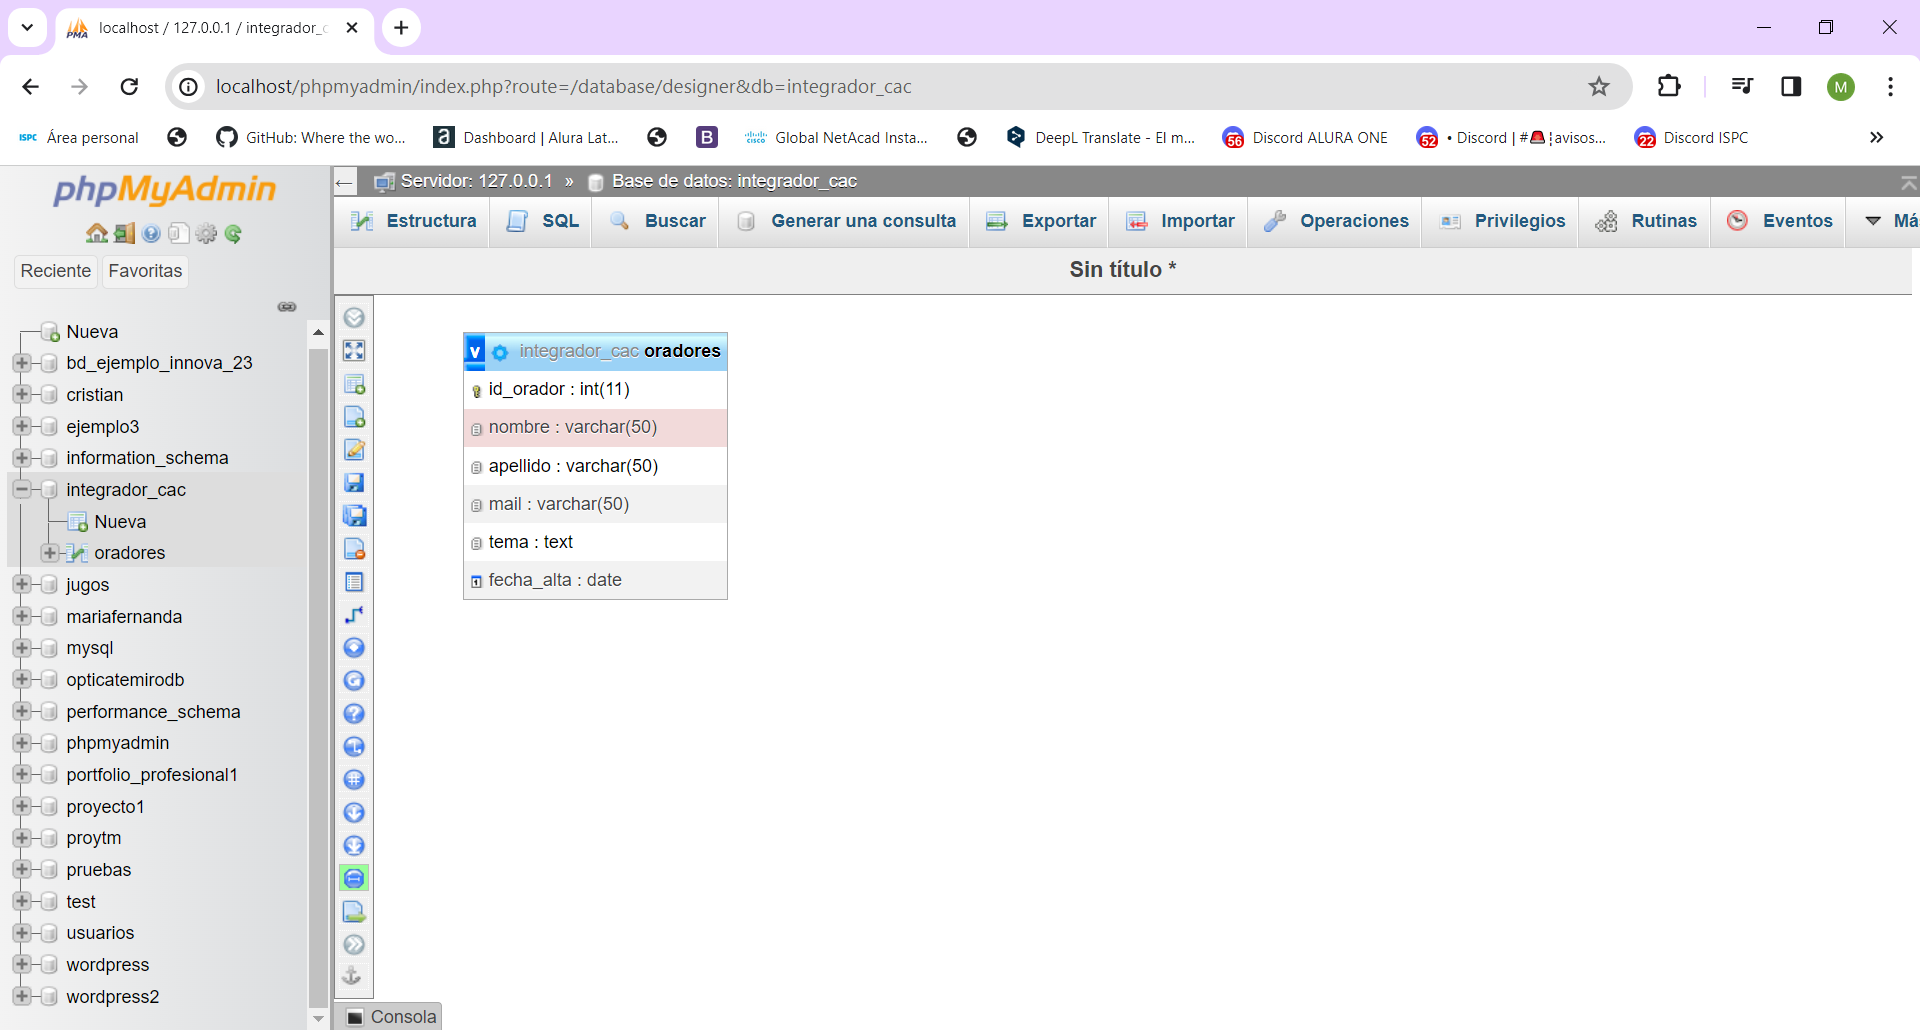 localhost / 127.0.0.1 / integrador_c
localhost/phpmyadmin/index.php?route=/database/designer&db=integrador_cac
M
ISPC Área personal
GitHub: Where the wo...
a Dashboard | Alura Lat...
B
cisco Global NetAcad Insta...
DeepL Translate - El m...
56 Discord ALURA ONE
52 • Discord | #🚨¦avisos...
22 Discord ISPC
»
phpMyAdmin
Reciente Favoritas
Nueva
bd_ejemplo_innova_23
cristian
ejemplo3
information_schema
integrador_cac
Nueva
oradores
jugos
mariafernanda
mysql
opticatemirodb
performance_schema
phpmyadmin
portfolio_profesional1
proyecto1
proytm
pruebas
test
usuarios
wordpress
wordpress2
← Servidor: 127.0.0.1 » Base de datos: integrador_cac
Estructura SQL Buscar Generar una consulta Exportar Importar Operaciones Privilegios Rutinas Eventos Má
Sin título *
v integrador_cac oradores
id_orador : int(11)
nombre : varchar(50)
apellido : varchar(50)
mail : varchar(50)
tema : text
fecha_alta : date
Consola